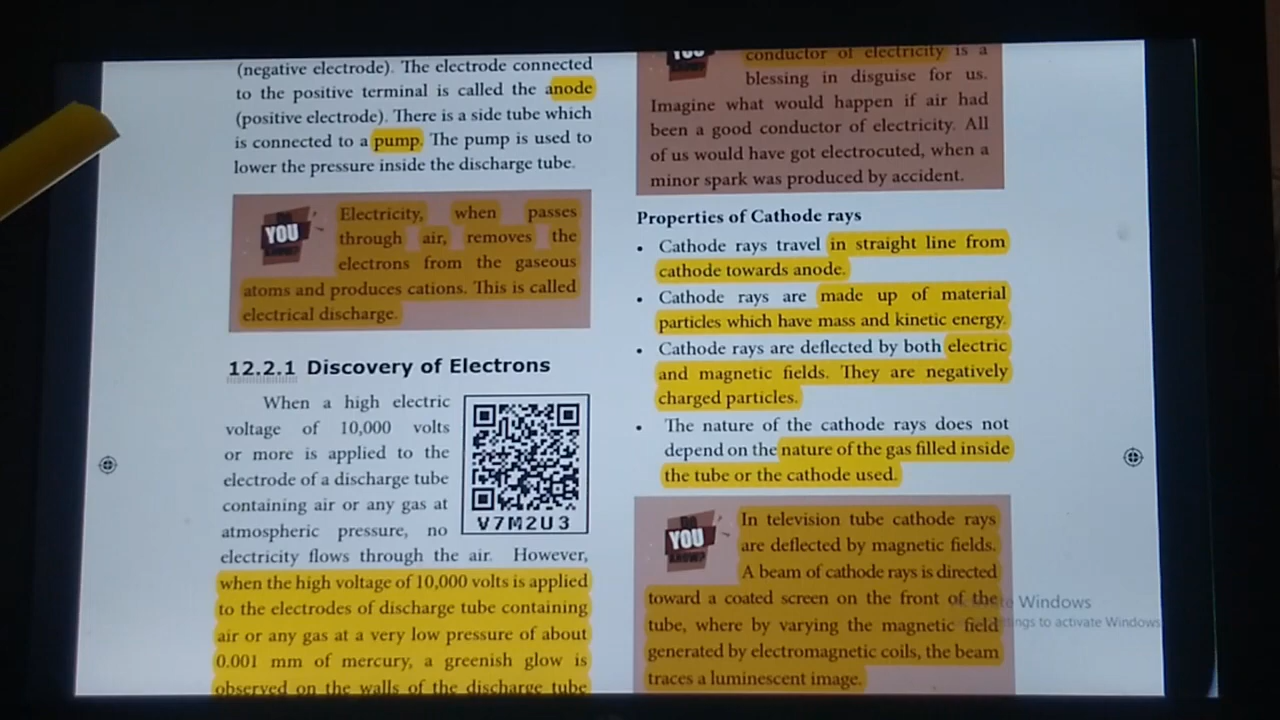 (negative electrode). The electrode connected
to the positive terminal is called the anode
(positive electrode). There is a side tube which
is connected to a pump. The pump is used to
lower the pressure inside the discharge tube.
DO
YOU
KNOW?
Electricity, when passes
through air, removes the
electrons from the gaseous
atoms and produces cations. This is called
electrical discharge.
12.2.1 Discovery of Electrons
When a high electric
voltage of 10,000 volts
or more is applied to the
electrode of a discharge tube
containing air or any gas at
atmospheric pressure, no
electricity flows through the air. However,
V7M2U3
when the high voltage of 10,000 volts is applied
to the electrodes of discharge tube containing
air or any gas at a very low pressure of about
0.001 mm of mercury, a greenish glow is
observed on the walls of the discharge tube
YOU
conductor of electricity is a
blessing in disguise for us.
Imagine what would happen if air had
been a good conductor of electricity. All
of us would have got electrocuted, when a
minor spark was produced by accident.
Properties of Cathode rays
• Cathode rays travel in straight line from
cathode towards anode.
• Cathode rays are made up of material
particles which have mass and kinetic energy.
• Cathode rays are deflected by both electric
and magnetic fields. They are negatively
charged particles.
• The nature of the cathode rays does not
depend on the nature of the gas filled inside
the tube or the cathode used.
DO
YOU
KNOW?
In television tube cathode rays
are deflected by magnetic fields.
A beam of cathode rays is directed
toward a coated screen on the front of the
tube, where by varying the magnetic field
generated by electromagnetic coils, the beam
traces a luminescent image.
Windows
to activate Windows